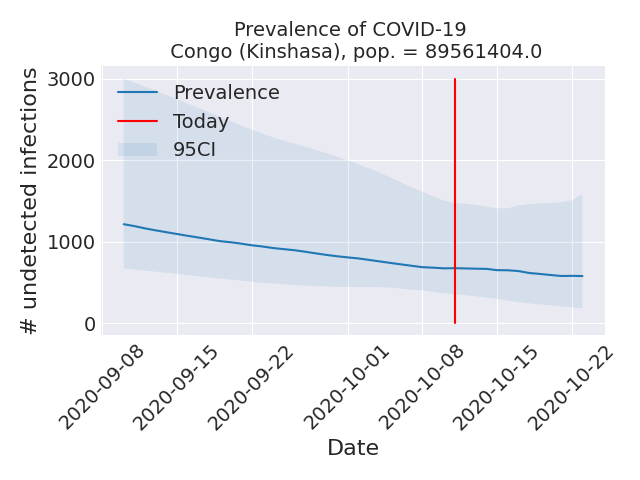 Prevalence of COVID-19
Congo (Kinshasa), pop. = 89561404.0
# undetected infections
3000
2000
1000
0
Prevalence
Today
95CI
2020-09-08
2020-09-15
2020-09-22
2020-10-01
2020-10-08
2020-10-15
2020-10-22
Date